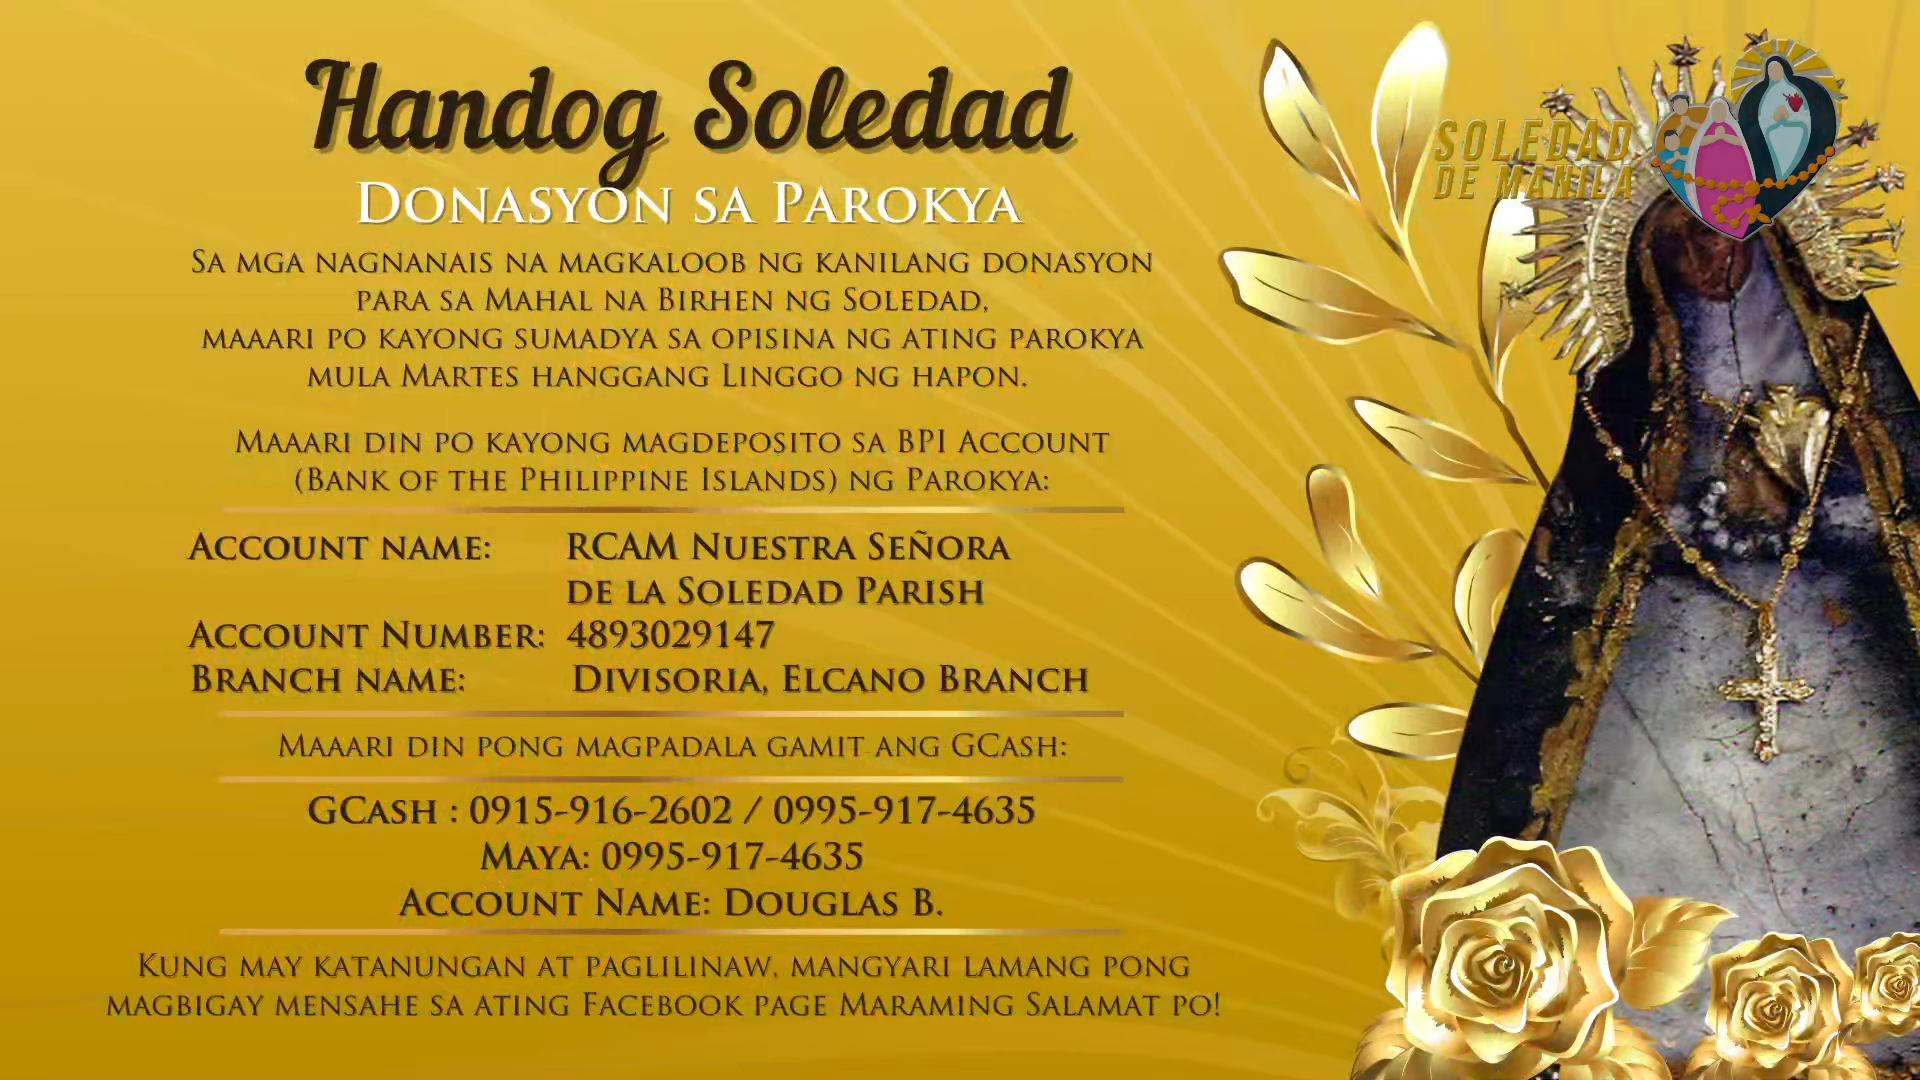 Handog Soledad
Donasyon sa Parokya
Sa mga nagnanais na magkaloob ng kanilang donasyon
para sa Mahal na Birhen ng Soledad,
maaari po kayong sumadya sa opisina ng ating parokya
mula Martes hanggang Linggo ng hapon.
Maaari din po kayong magdeposito sa BPI Account
(Bank of the Philippine Islands) ng Parokya:
Account name: RCAM Nuestra Señora
de la Soledad Parish
Account Number: 4893029147
Branch name: Divisoria, Elcano Branch
Maaari din pong magpadala gamit ang GCash:
GCash : 0915-916-2602 / 0995-917-4635
Maya: 0995-917-4635
Account Name: Douglas B.
Kung may katanungan at paglilinaw, mangyari lamang pong
magbigay mensahe sa ating Facebook page Maraming Salamat po!
SOLEDAD
DE MANILA